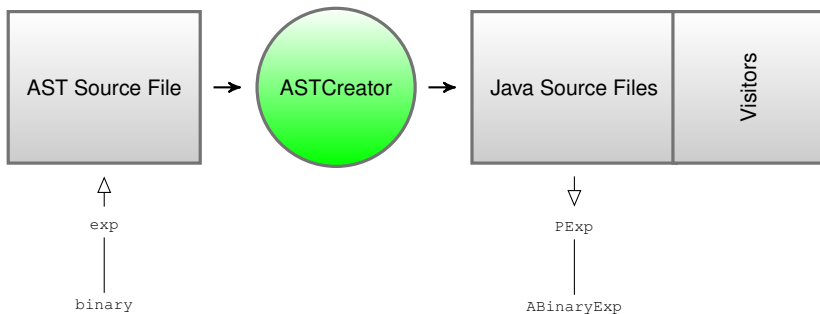 AST Source File
ASTCreator
Java Source Files
Visitors
exp
binary
PExp
ABinaryExp